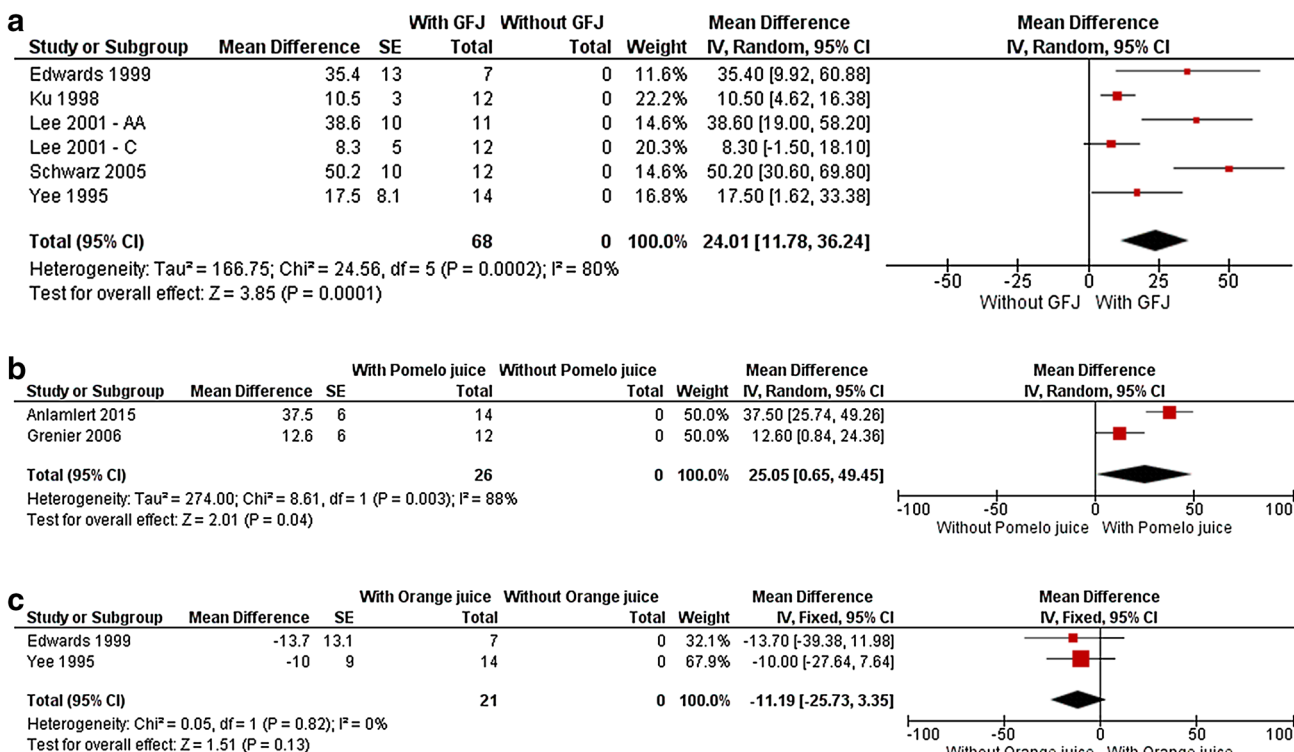 a
With GFJ Without GFJ Mean Difference Mean Difference
Study or Subgroup Mean Difference SE Total Total Weight IV, Random, 95% CI IV, Random, 95% CI
Edwards 1999 35.4 13 7 0 11.6% 35.40 [9.92, 60.88]
Ku 1998 10.5 3 12 0 22.2% 10.50 [4.62, 16.38]
Lee 2001 - AA 38.6 10 11 0 14.6% 38.60 [19.00, 58.20]
Lee 2001 - C 8.3 5 12 0 20.3% 8.30 [-1.50, 18.10]
Schwarz 2005 50.2 10 12 0 14.6% 50.20 [30.60, 69.80]
Yee 1995 17.5 8.1 14 0 16.8% 17.50 [1.62, 33.38]
Total (95% CI) 68 0 100.0% 24.01 [11.78, 36.24]
Heterogeneity: Tau² = 166.75; Chi² = 24.56, df = 5 (P = 0.0002); I² = 80%
Test for overall effect: Z = 3.85 (P = 0.0001)
-50 -25 0 25 50
Without GFJ With GFJ
b
With Pomelo juice Without Pomelo juice Mean Difference Mean Difference
Study or Subgroup Mean Difference SE Total Total Weight IV, Random, 95% CI IV, Random, 95% CI
Anlamlert 2015 37.5 6 14 0 50.0% 37.50 [25.74, 49.26]
Grenier 2006 12.6 6 12 0 50.0% 12.60 [0.84, 24.36]
Total (95% CI) 26 0 100.0% 25.05 [0.65, 49.45]
Heterogeneity: Tau² = 274.00; Chi² = 8.61, df = 1 (P = 0.003); I² = 88%
Test for overall effect: Z = 2.01 (P = 0.04)
-100 -50 0 50 100
Without Pomelo juice With Pomelo juice
c
With Orange juice Without Orange juice Mean Difference Mean Difference
Study or Subgroup Mean Difference SE Total Total Weight IV, Fixed, 95% CI IV, Fixed, 95% CI
Edwards 1999 -13.7 13.1 7 0 32.1% -13.70 [-39.38, 11.98]
Yee 1995 -10 9 14 0 67.9% -10.00 [-27.64, 7.64]
Total (95% CI) 21 0 100.0% -11.19 [-25.73, 3.35]
Heterogeneity: Chi² = 0.05, df = 1 (P = 0.82); I² = 0%
Test for overall effect: Z = 1.51 (P = 0.13)
-100 -50 0 50 100
Without Orange juice With Orange juice